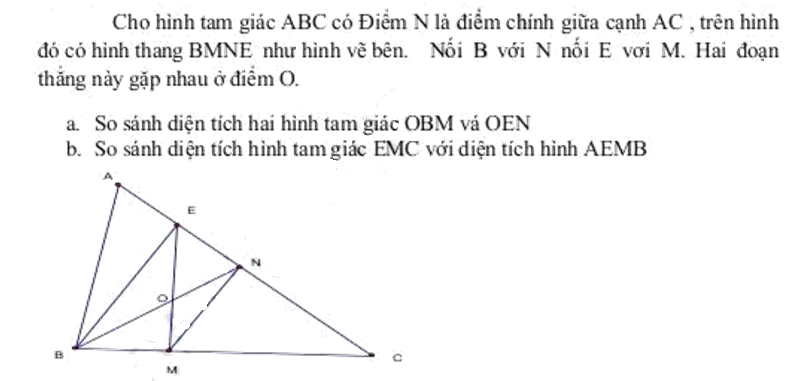 Cho hình tam giác ABC có Điểm N là điểm chính giữa cạnh AC , trên hình
đó có hình thang BMNE như hình vẽ bên. Nối B với N nối E vơi M. Hai đoạn
thẳng này gặp nhau ở điểm O.
a. So sánh diện tích hai hình tam giác OBM vá OEN
b. So sánh diện tích hình tam giác EMC với diện tích hình AEMB
A
E
N
O
B
C
M